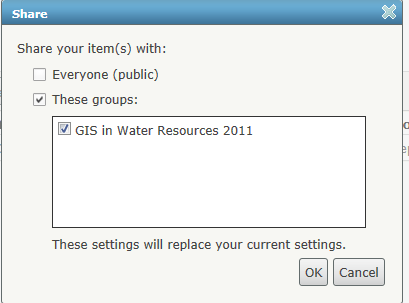 Share
Share your item(s) with:
Everyone (public)
These groups:
GIS in Water Resources 2011
These settings will replace your current settings.
OK Cancel